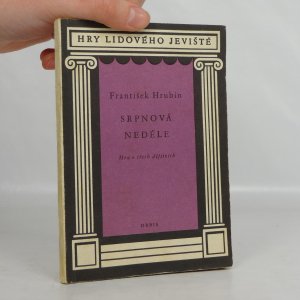 HRY LIDOVÉHO JEVIŠTĚ
František Hrubín
SRPNOVÁ
NEDĚLE
Hra o třech dějstvích
ORBIS